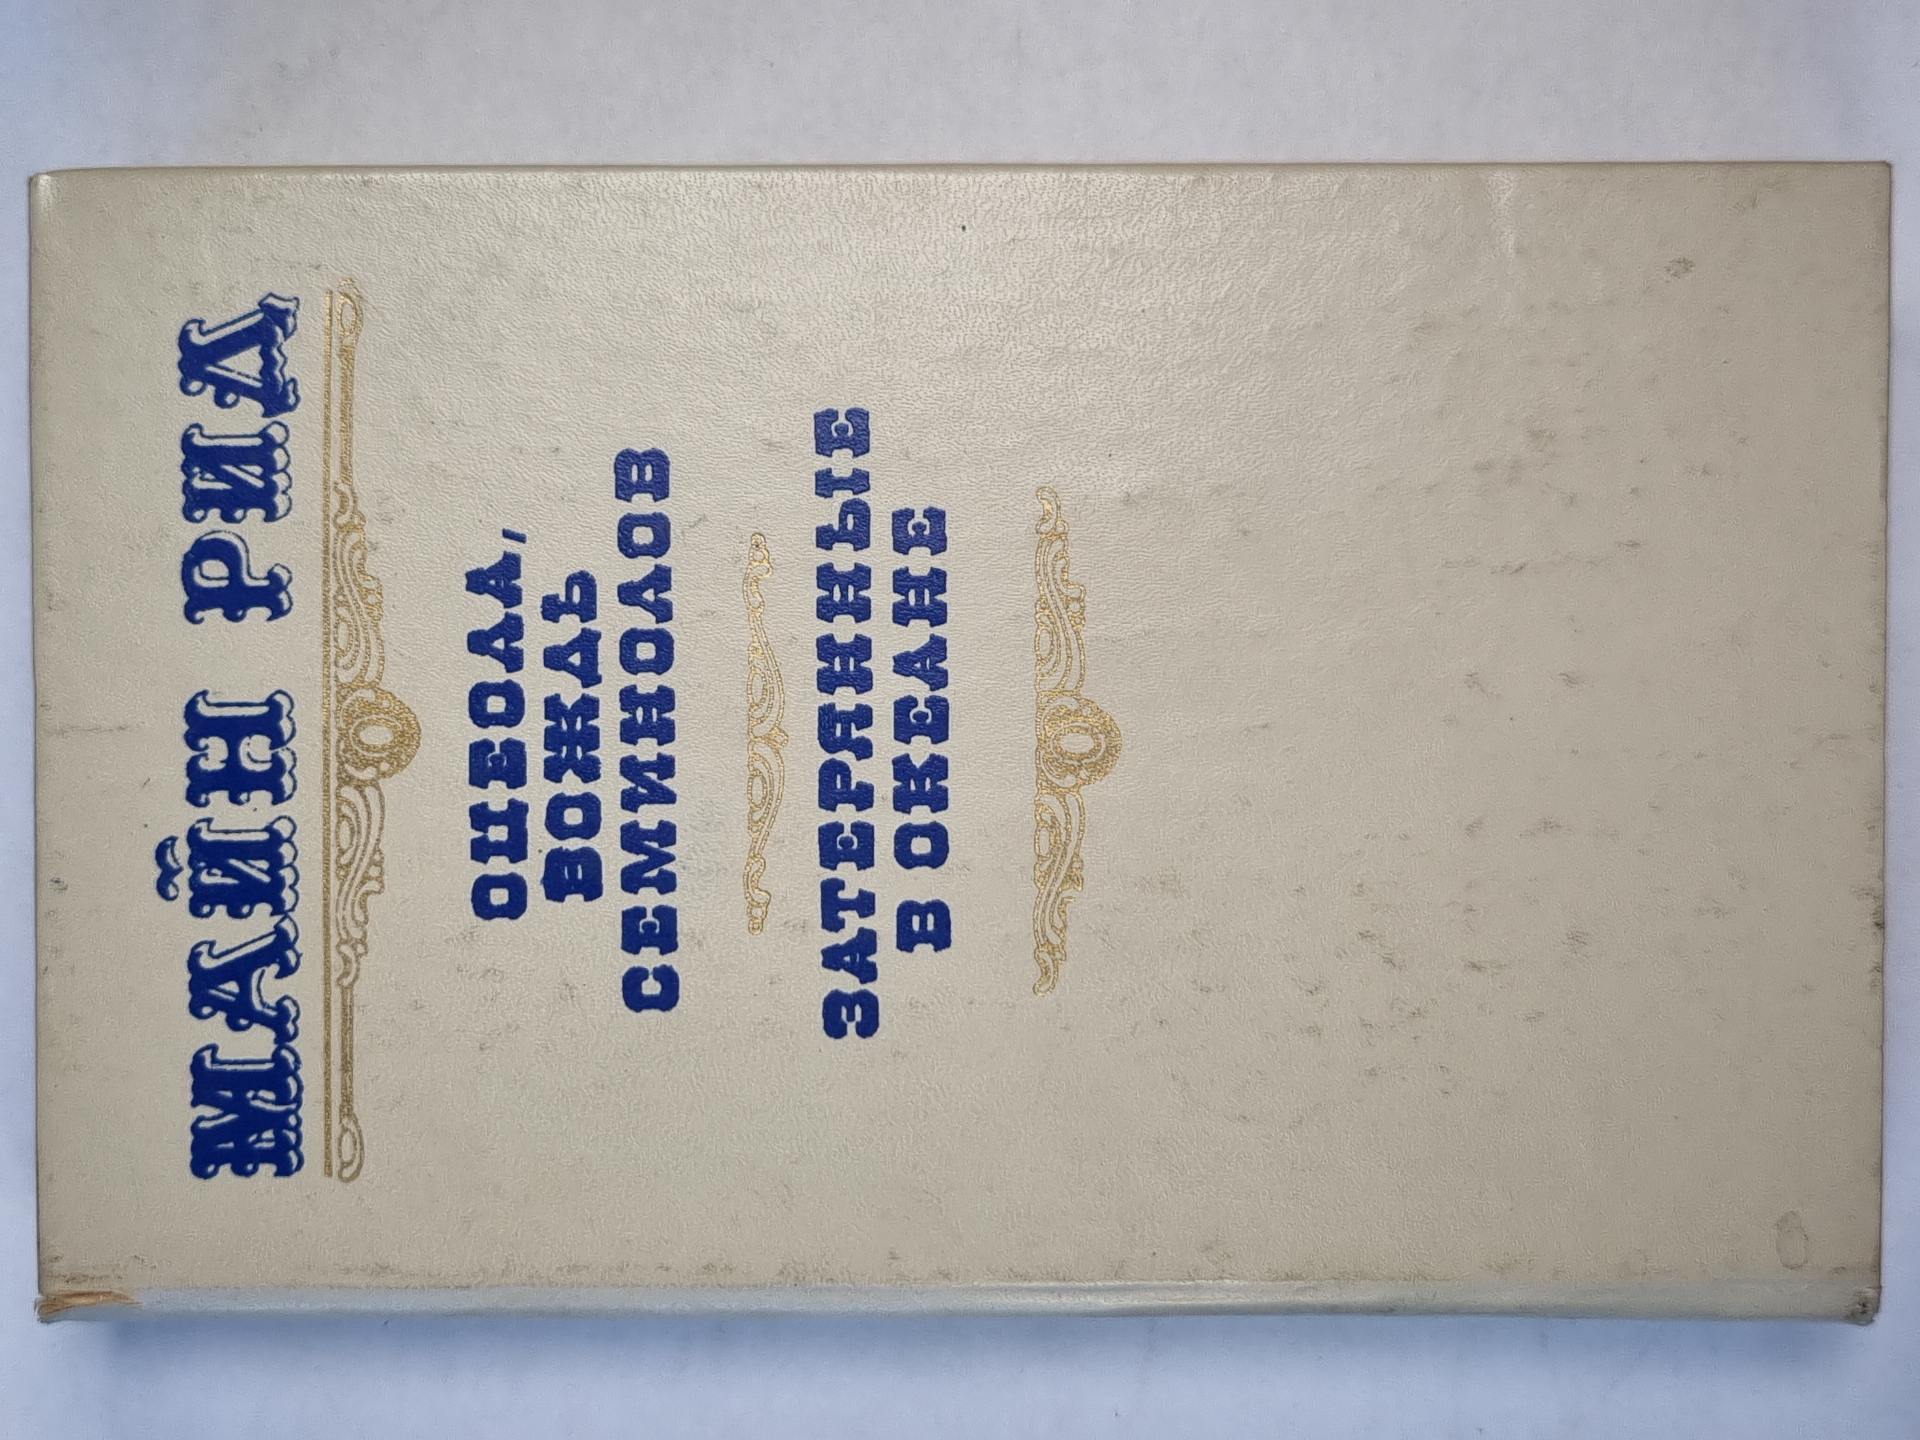 МАЙН РИД
ОЦЕОЛА,
ВОЖДЬ
СЕМИНОЛОВ
ЗАТЕРЯННЫЕ
В ОКЕАНЕ